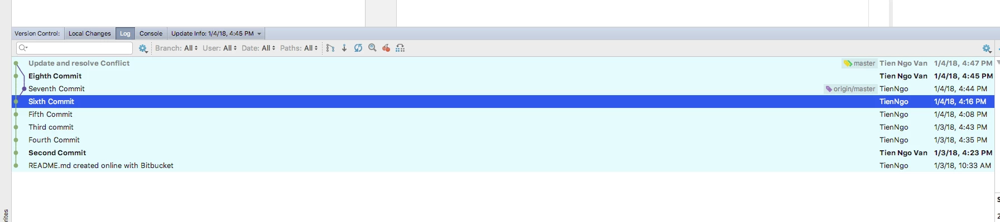 Version Control: Local Changes Log Console Update Info: 1/4/18, 4:45 PM
Branch: All User: All Date: All Paths: All
Update and resolve Conflict master Tien Ngo Van 1/4/18, 4:47 PM
Eighth Commit Tien Ngo Van 1/4/18, 4:45 PM
Seventh Commit origin/master TienNgo 1/4/18, 4:44 PM
Sixth Commit TienNgo 1/4/18, 4:16 PM
Fifth Commit TienNgo 1/4/18, 4:08 PM
Third commit TienNgo 1/3/18, 4:43 PM
Fourth Commit TienNgo 1/3/18, 4:35 PM
Second Commit Tien Ngo Van 1/3/18, 4:23 PM
README.md created online with Bitbucket TienNgo 1/3/18, 10:33 AM